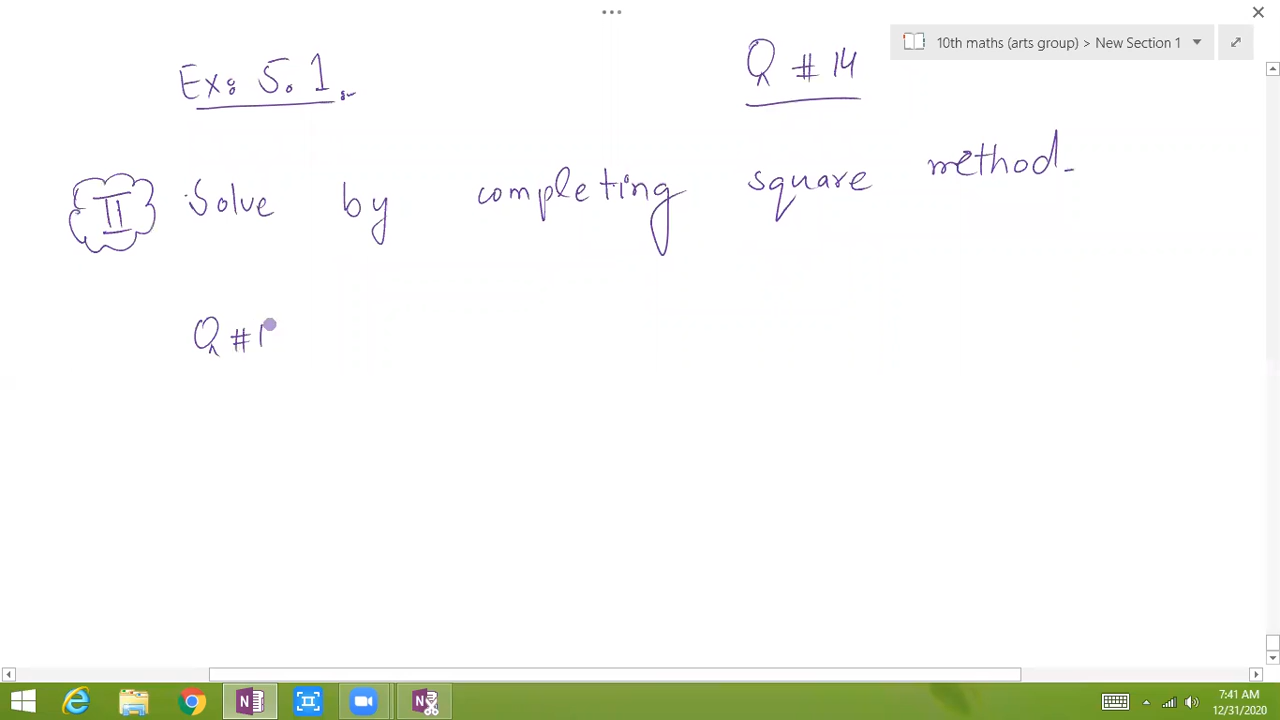 10th maths (arts group) > New Section 1
Ex: 5.1.
Q # 14
II Solve by completing square method.
Q # 1
7:41 AM
12/31/2020